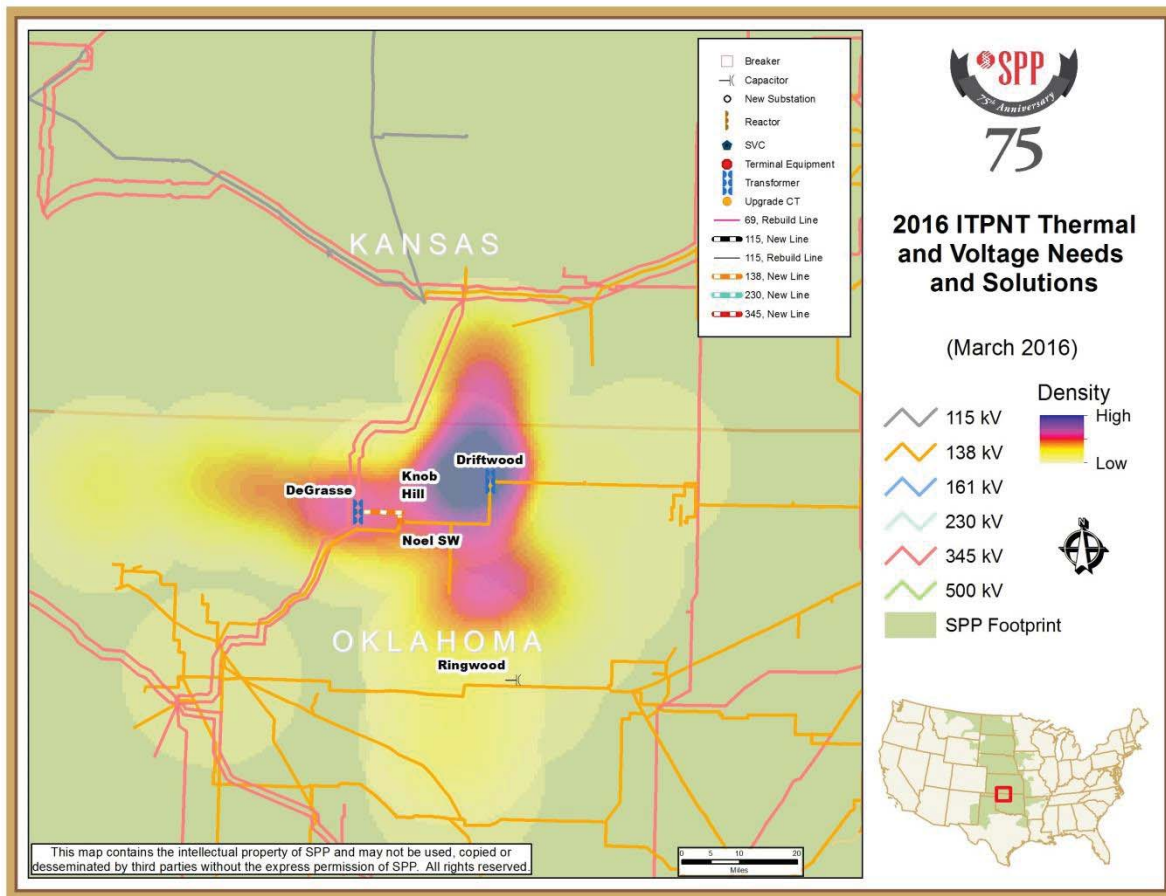 Breaker
Capacitor
New Substation
Reactor
SVC
Terminal Equipment
Transformer
Upgrade CT
69, Rebuild Line
115, New Line
115, Rebuild Line
138, New Line
230, New Line
345, New Line
KANSAS
Driftwood
Knob
Hill
DeGrasse
Noel SW
OKLAHOMA
Ringwood
This map contains the intellectual property of SPP and may not be used, copied or
desseminated by third parties without the express permission of SPP. All rights reserved.
0 5 10 20
Miles
SPP
75th Anniversary
75
2016 ITPNT Thermal
and Voltage Needs
and Solutions
(March 2016)
Density
High
Low
115 kV
138 kV
161 kV
230 kV
345 kV
500 kV
SPP Footprint
N